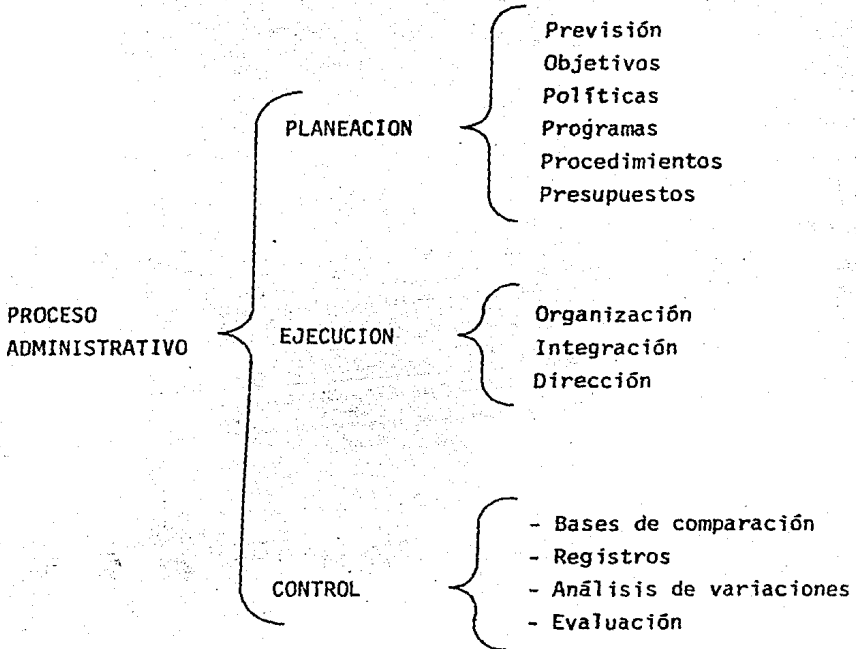 Previsión
Objetivos
Políticas
Programas
Procedimientos
Presupuestos
PLANEACION
PROCESO
ADMINISTRATIVO
EJECUCION
Organización
Integración
Dirección
CONTROL
- Bases de comparación
- Registros
- Análisis de variaciones
- Evaluación